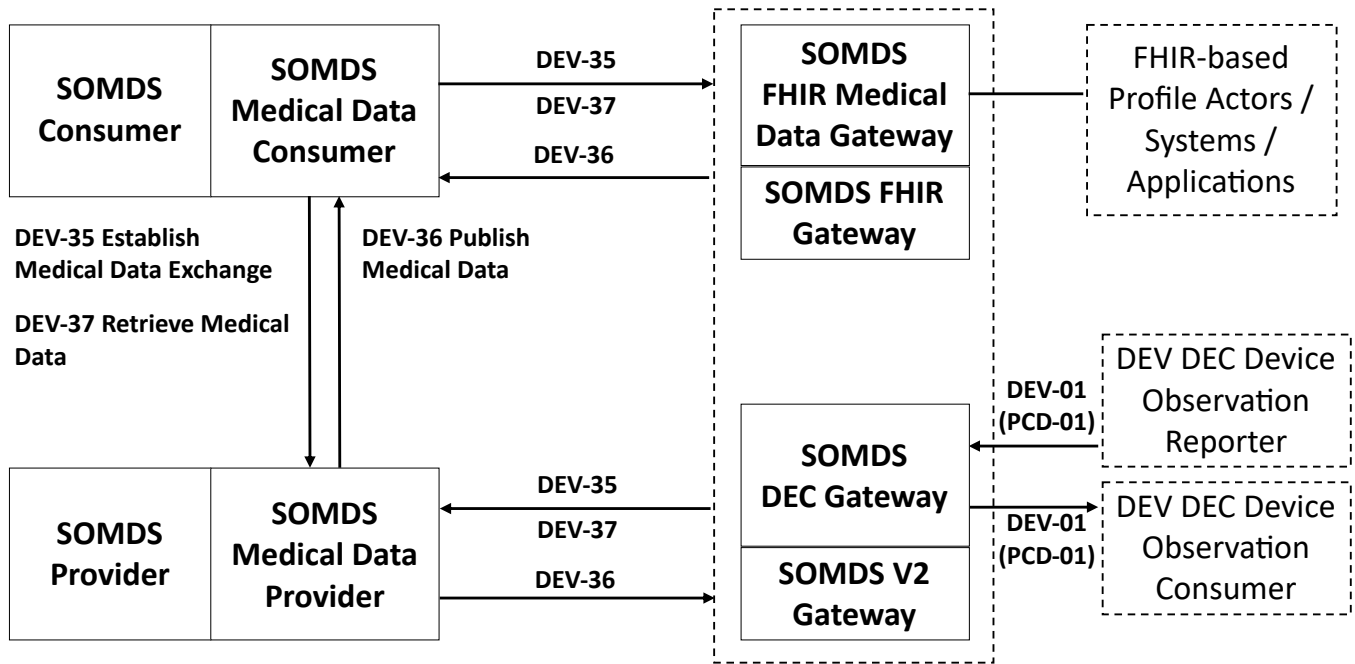 SOMDS
Consumer
SOMDS
Medical Data
Consumer
DEV-35
DEV-37
DEV-36
SOMDS
FHIR Medical
Data Gateway
SOMDS FHIR
Gateway
FHIR-based
Profile Actors /
Systems /
Applications
DEV-35 Establish
Medical Data Exchange
DEV-37 Retrieve Medical
Data
DEV-36 Publish
Medical Data
SOMDS
Provider
SOMDS
Medical Data
Provider
DEV-35
DEV-37
DEV-36
SOMDS
DEC Gateway
SOMDS V2
Gateway
DEV-01
(PCD-01)
DEV-01
(PCD-01)
DEV DEC Device
Observation
Reporter
DEV DEC Device
Observation
Consumer